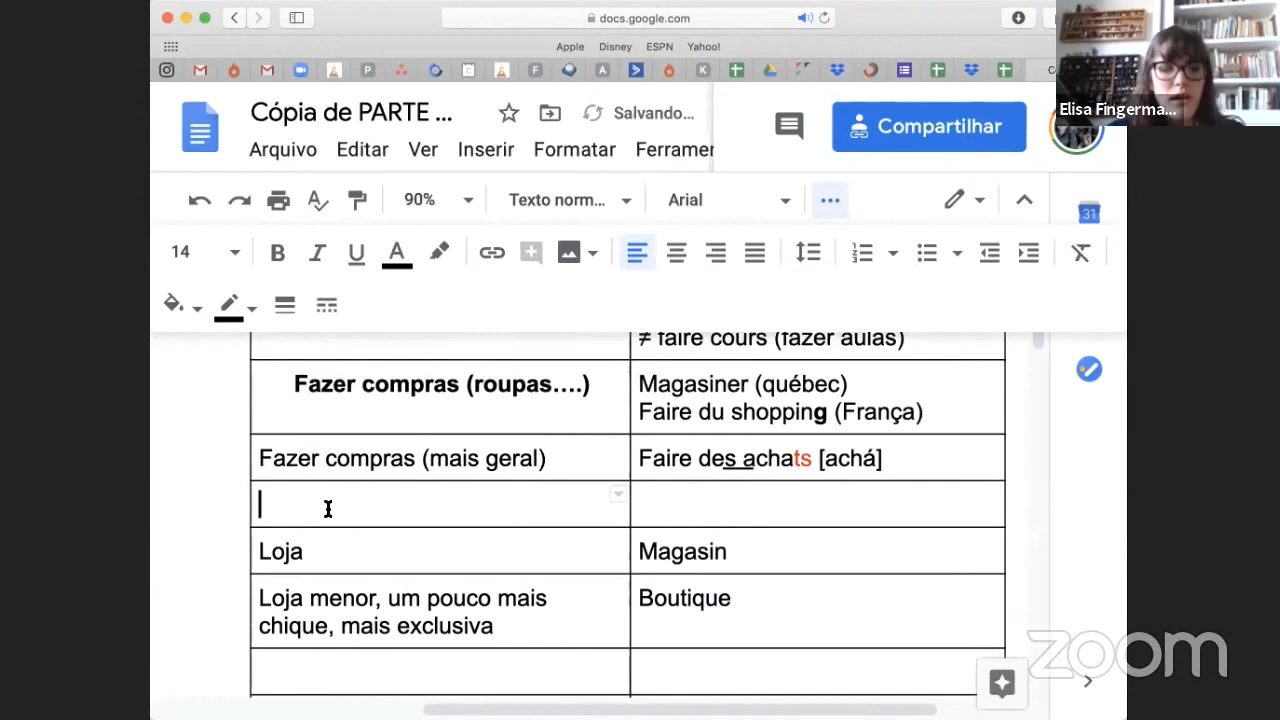 docs.google.com
Apple Disney ESPN Yahoo!
Elisa Fingerma...
Cópia de PARTE ...
Salvando...
Compartilhar
Arquivo Editar Ver Inserir Formatar Ferramer
90% Texto norm... Arial
14
31
≠ faire cours (fazer aulas)
Fazer compras (roupas….)
Magasiner (québec)
Faire du shopping (França)
Fazer compras (mais geral)
Faire des achats [achá]
Loja
Magasin
Loja menor, um pouco mais
chique, mais exclusiva
Boutique
zoom